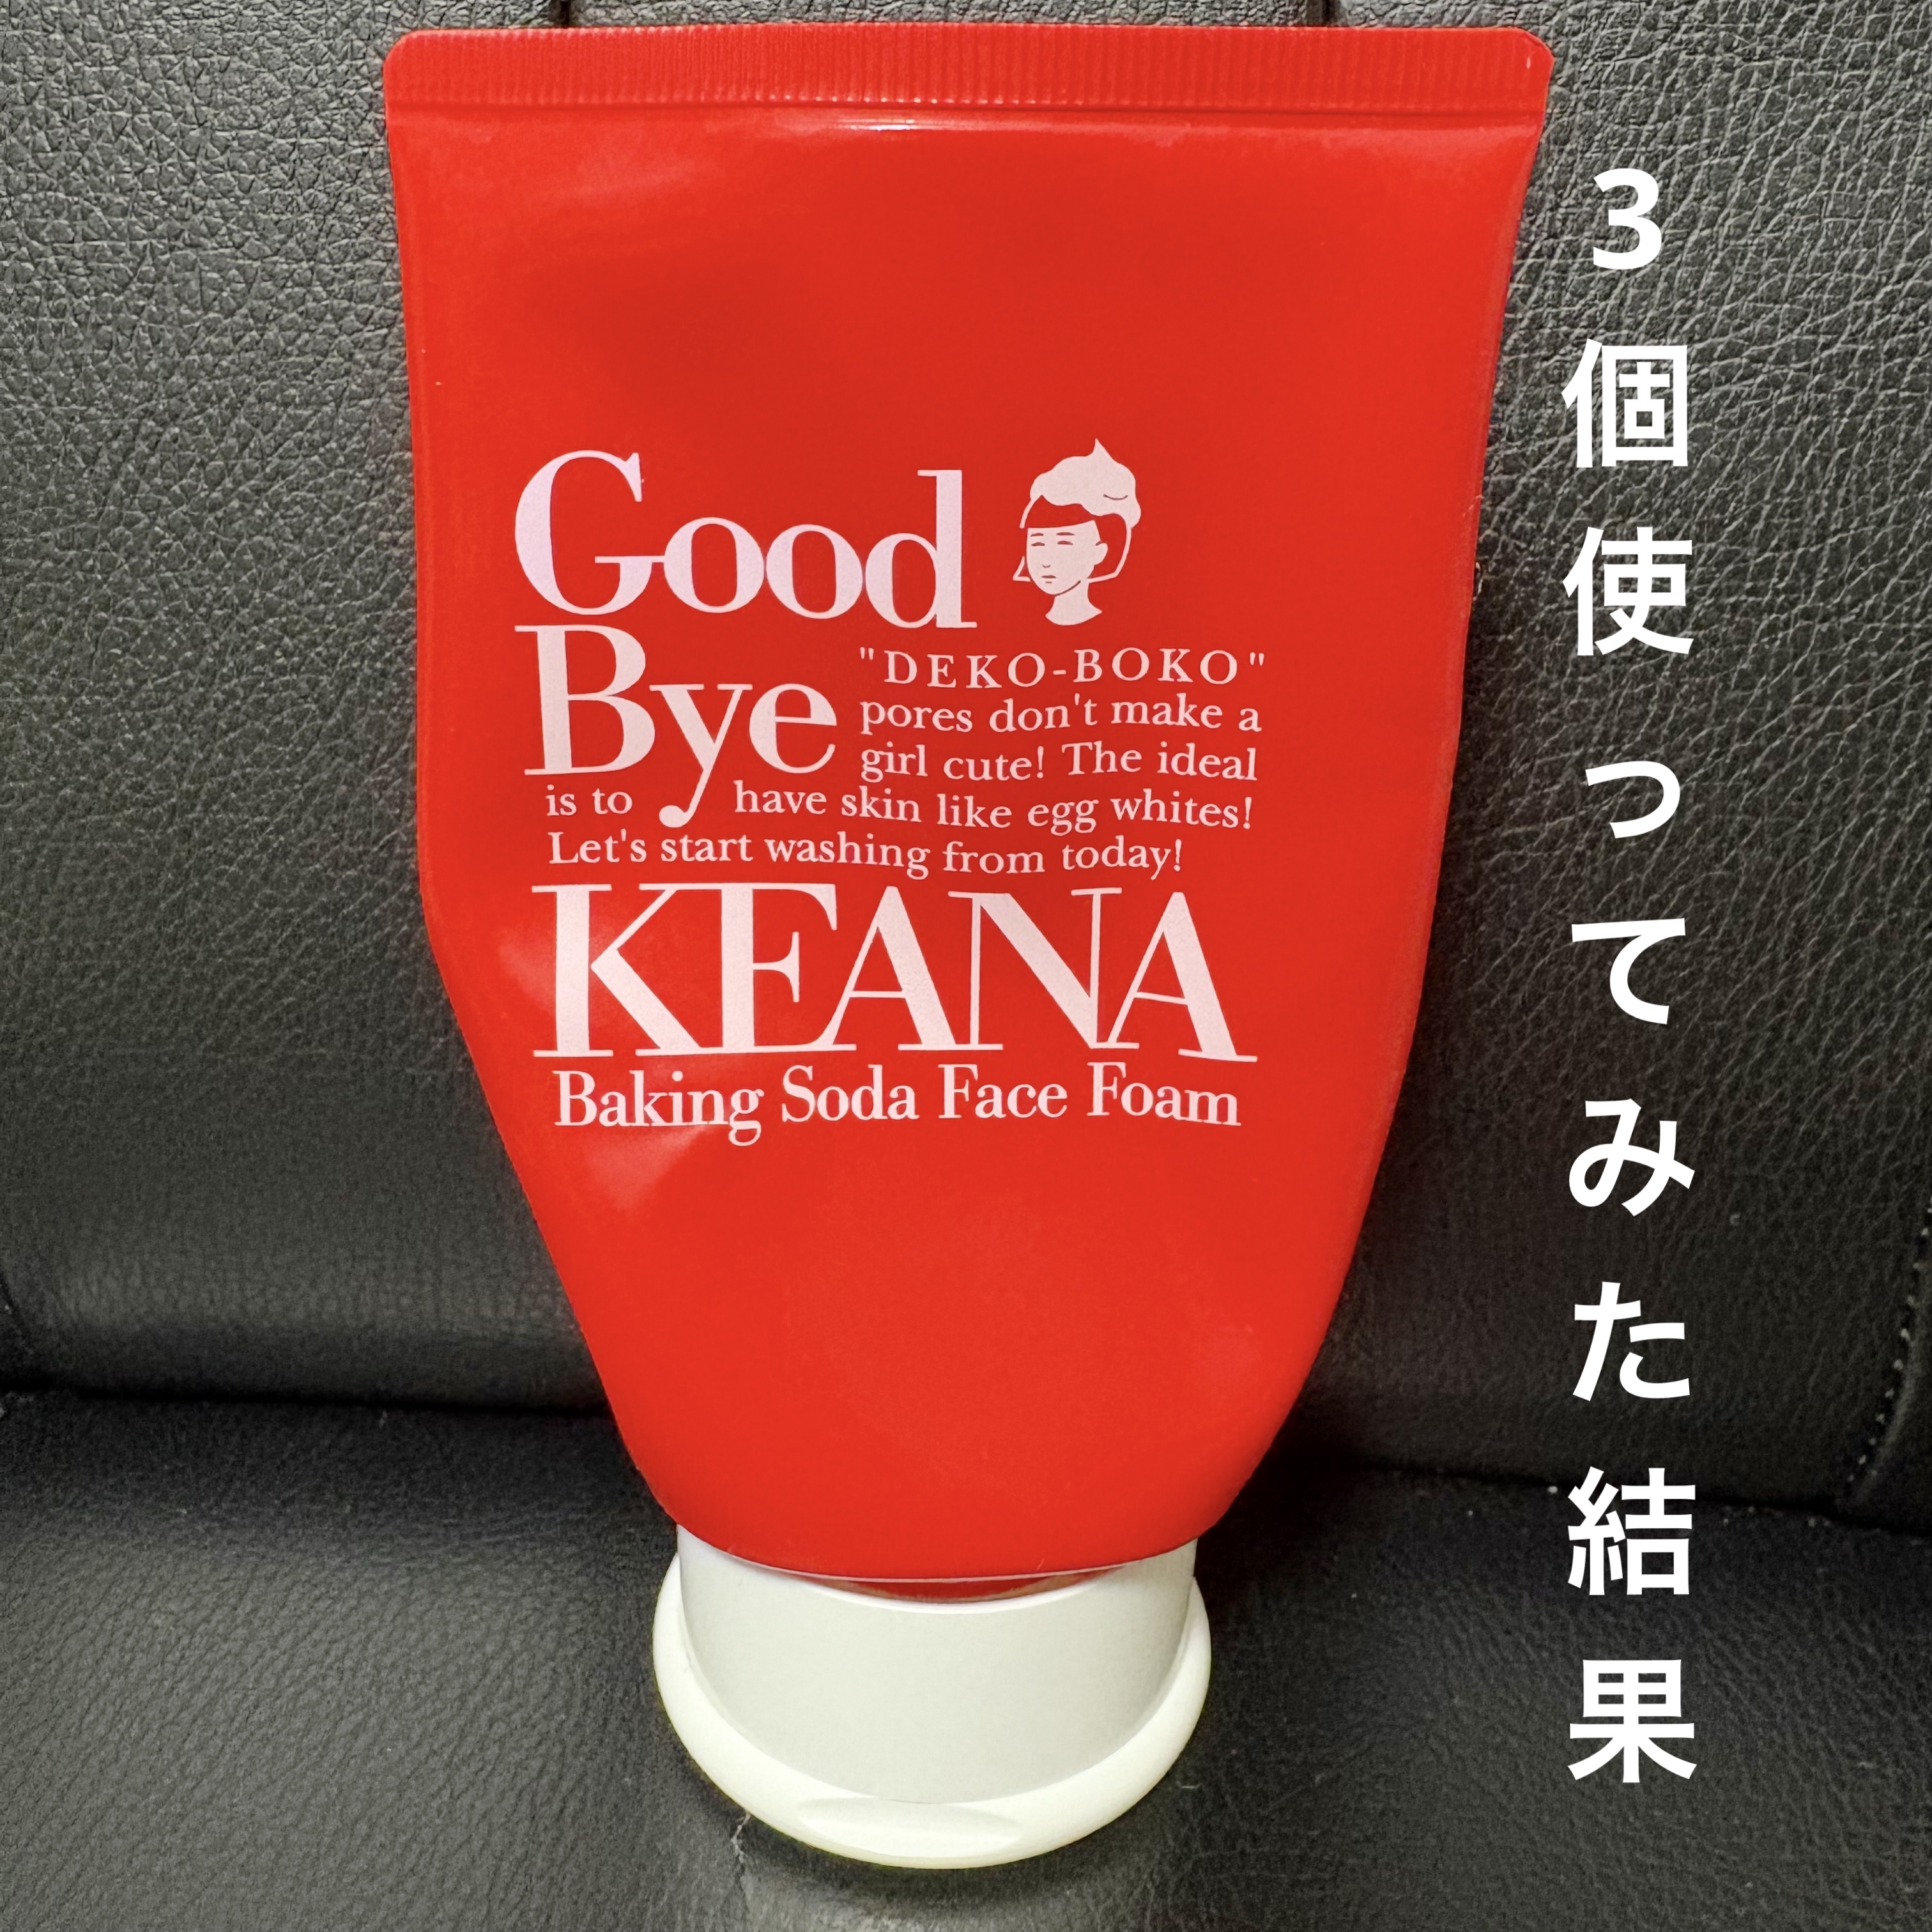 Good
Bye
"DEKO-BOKO"
pores don't make a
girl cute! The ideal
is to have skin like egg whites!
Let's start washing from today!
KEANA
Baking Soda Face Foam
3個使ってみた結果